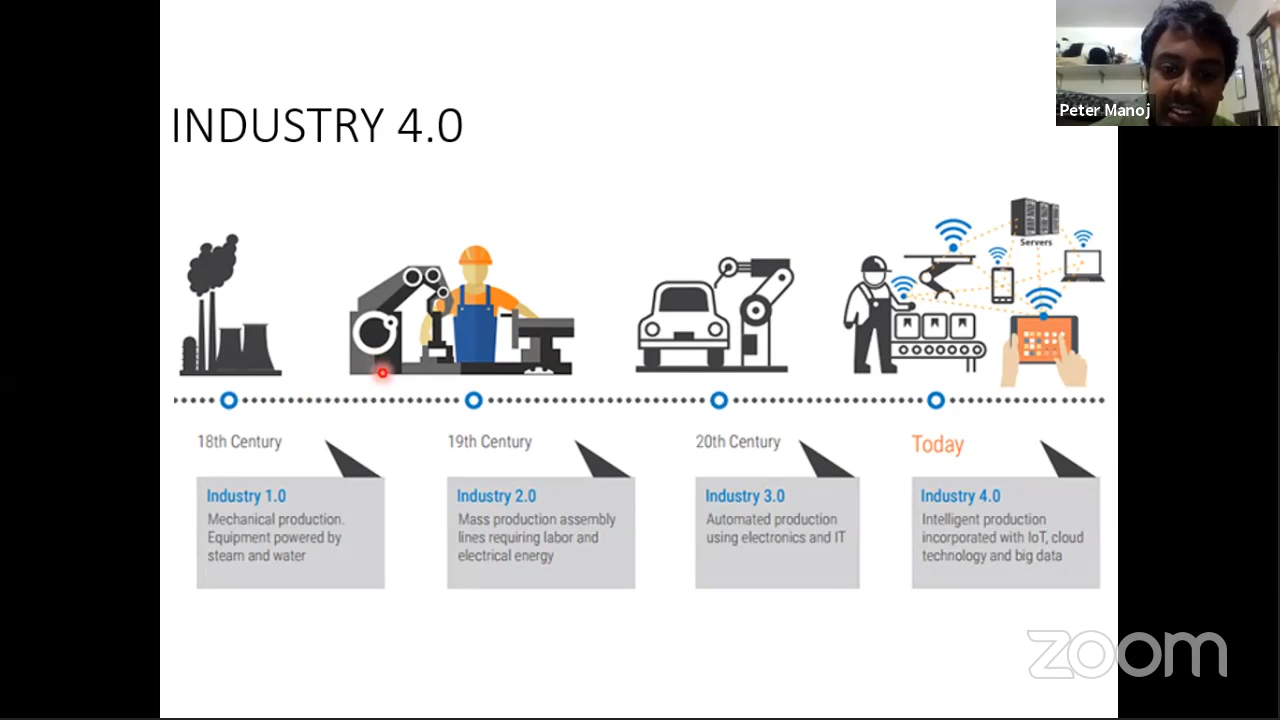 Peter Manoj
INDUSTRY 4.0
Servers
18th Century
19th Century
20th Century
Today
Industry 1.0
Mechanical production.
Equipment powered by
steam and water
Industry 2.0
Mass production assembly
lines requiring labor and
electrical energy
Industry 3.0
Automated production
using electronics and IT
Industry 4.0
Intelligent production
incorporated with IoT, cloud
technology and big data
zoom